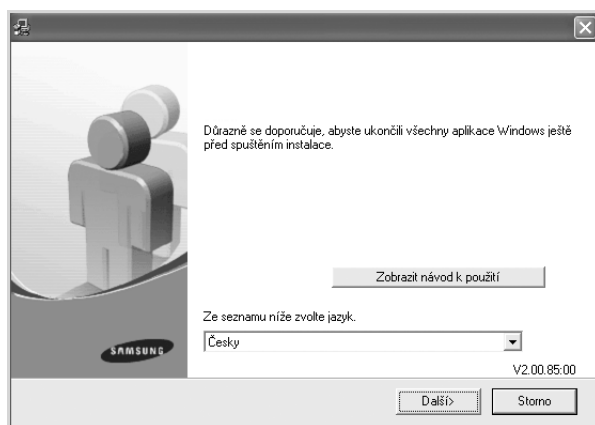 Důrazně se doporučuje, abyste ukončili všechny aplikace Windows ještě
před spuštěním instalace.
Zobrazit návod k použití
Ze seznamu níže zvolte jazyk.
Česky
SAMSUNG
V2.00.85:00
Další>
Storno